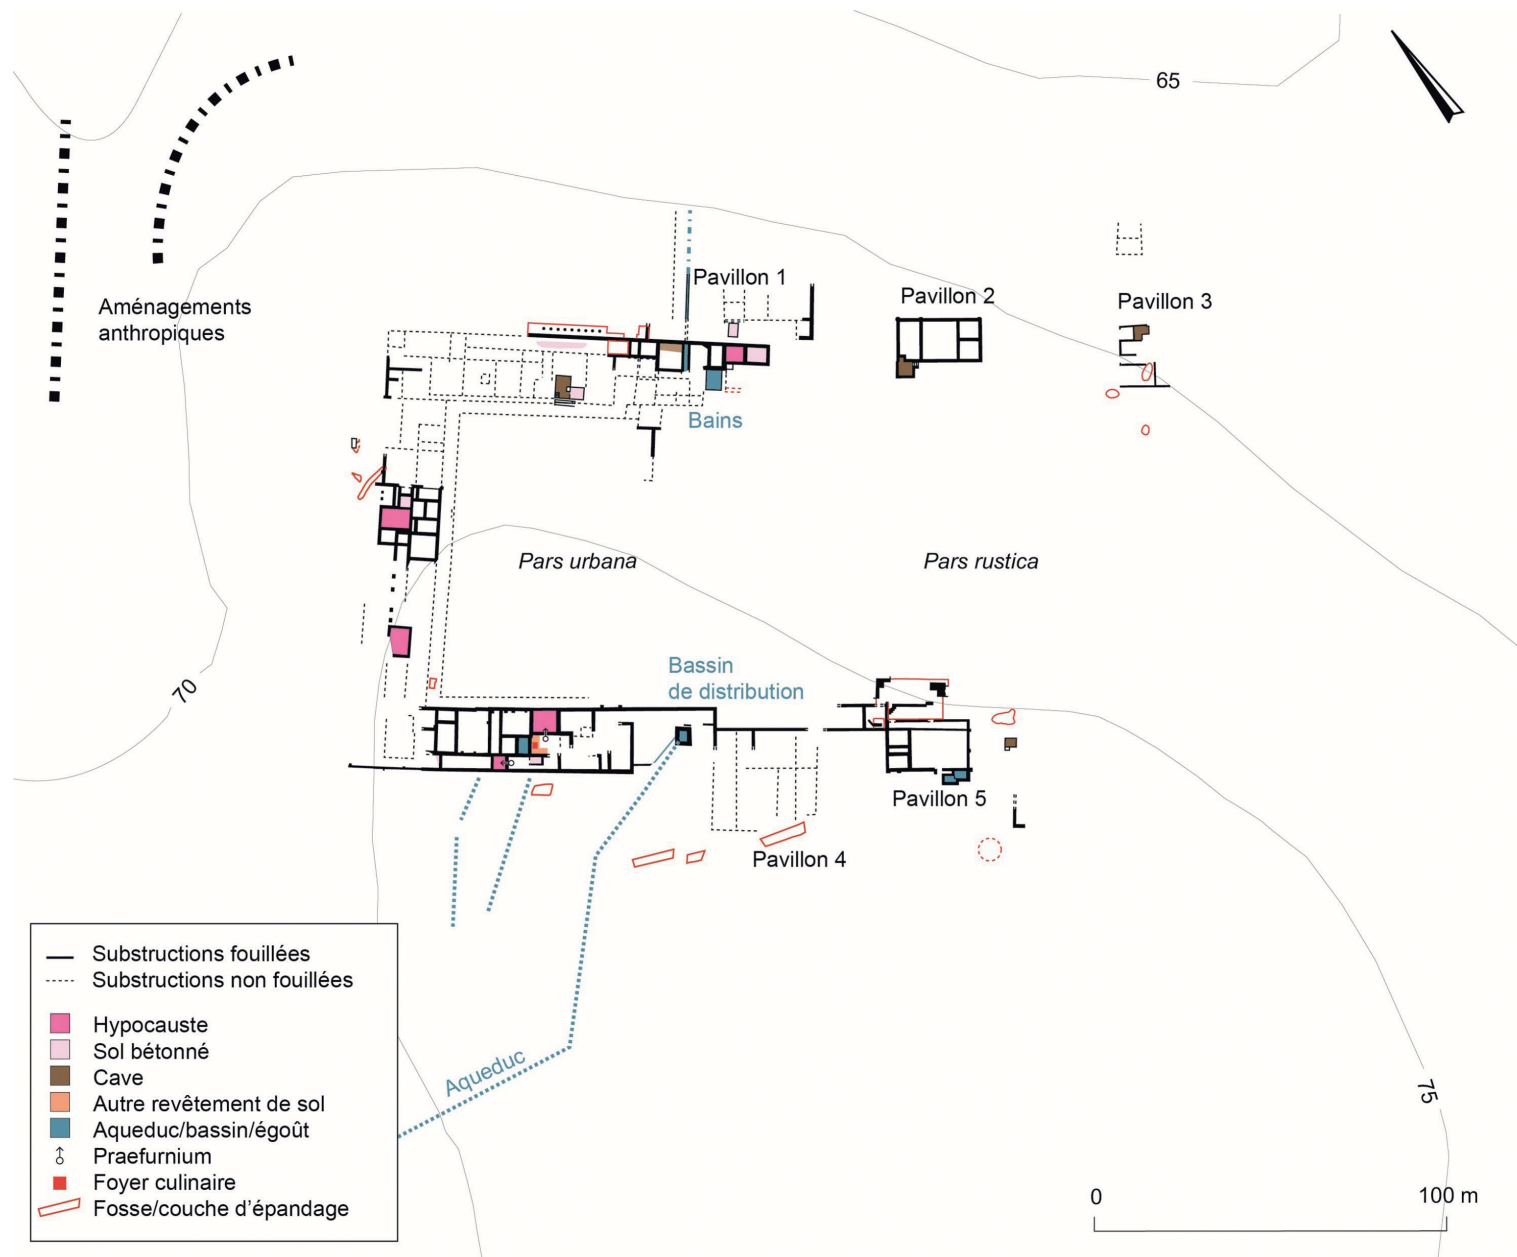 65
Aménagements
anthropiques
Pavillon 1
Pavillon 2
Pavillon 3
Bains
Pars urbana
Pars rustica
70
Bassin
de distribution
Pavillon 5
Pavillon 4
Aqueduc
75
Substructions fouillées
Substructions non fouillées
Hypocauste
Sol bétonné
Cave
Autre revêtement de sol
Aqueduc/bassin/égoût
Praefurnium
Foyer culinaire
Fosse/couche d'épandage
0 100 m